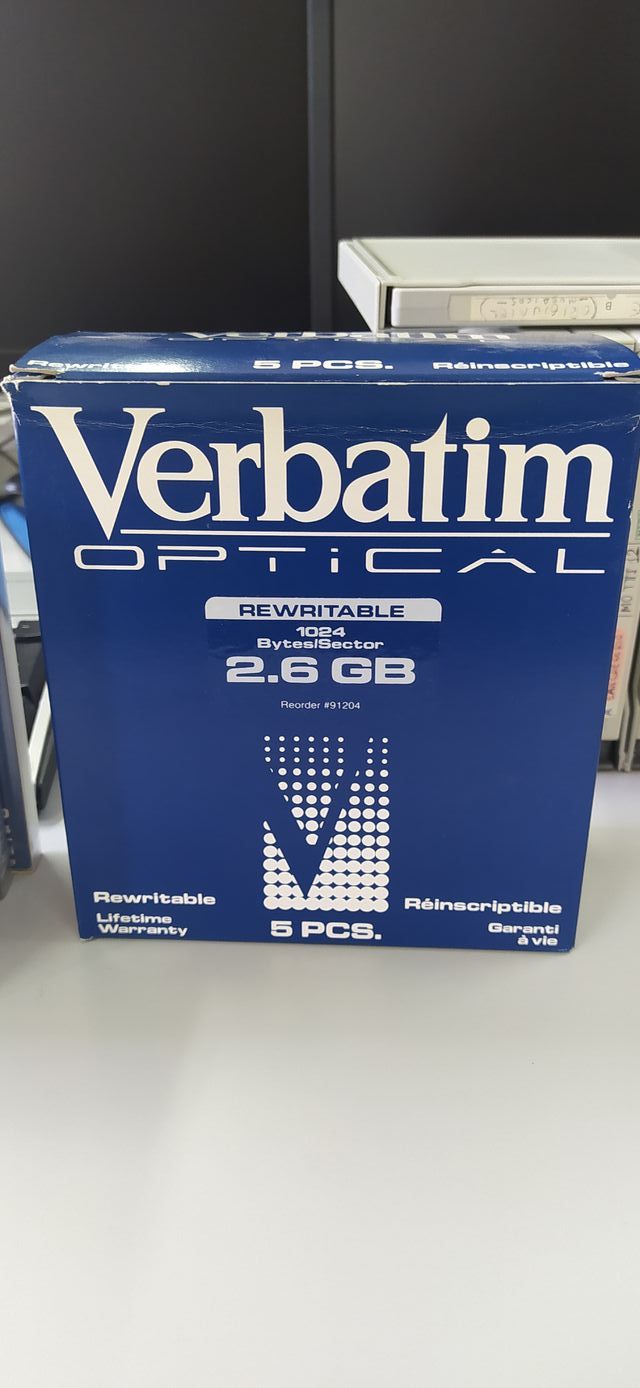 Verbatim
5 PCS.
Réinscriptible
Verbatim
OPTICAL
REWRITABLE
1024
Bytes/Sector
2.6 GB
Reorder #91204
Rewritable
Réinscriptible
Lifetime
Warranty
5 PCS.
Garanti
à vie